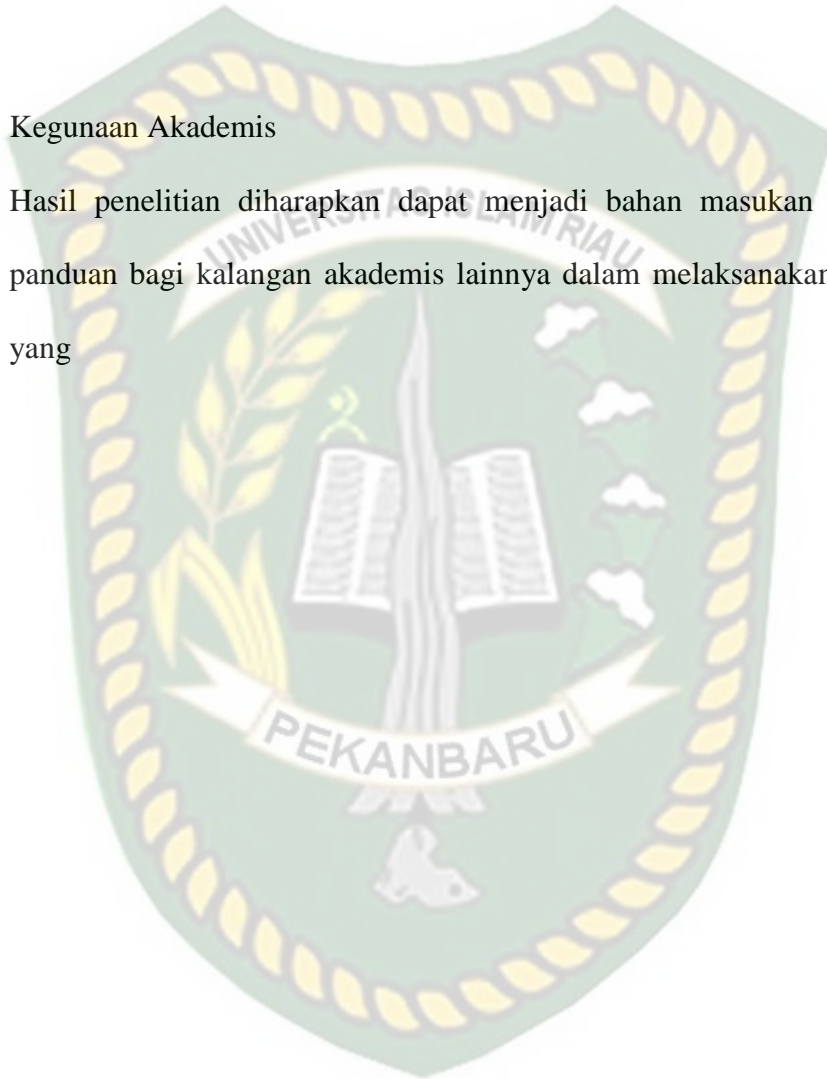 Kegunaan Akademis
Hasil penelitian diharapkan dapat menjadi bahan masukan
panduan bagi kalangan akademis lainnya dalam melaksanakan
yang
UNIVERSITAS ISLAM RIAU
PEKANBARU